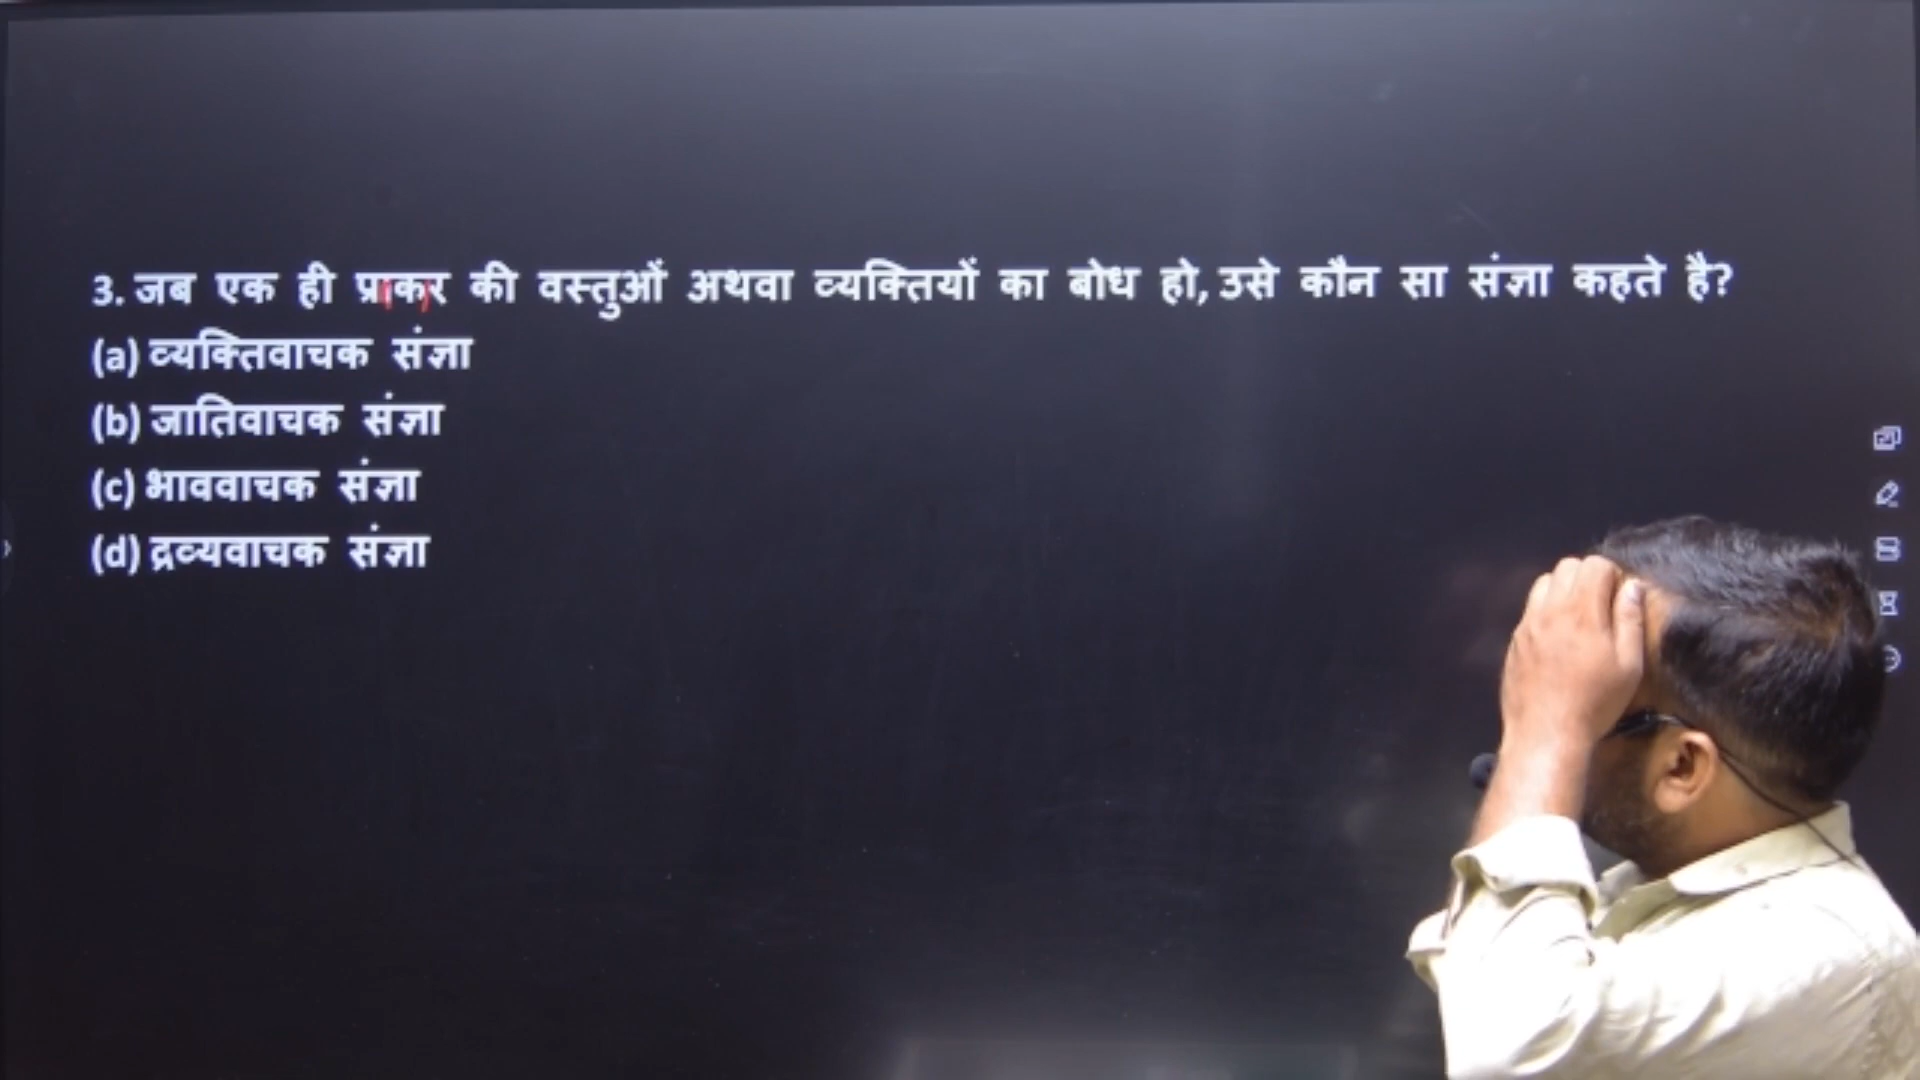 3. जब एक ही प्राकर की वस्तुओं अथवा व्यक्तियों का बोध हो, उसे कौन सा संज्ञा कहते है?
(a) व्यक्तिवाचक संज्ञा
(b) जातिवाचक संज्ञा
(c) भाववाचक संज्ञा
(d) द्रव्यवाचक संज्ञा